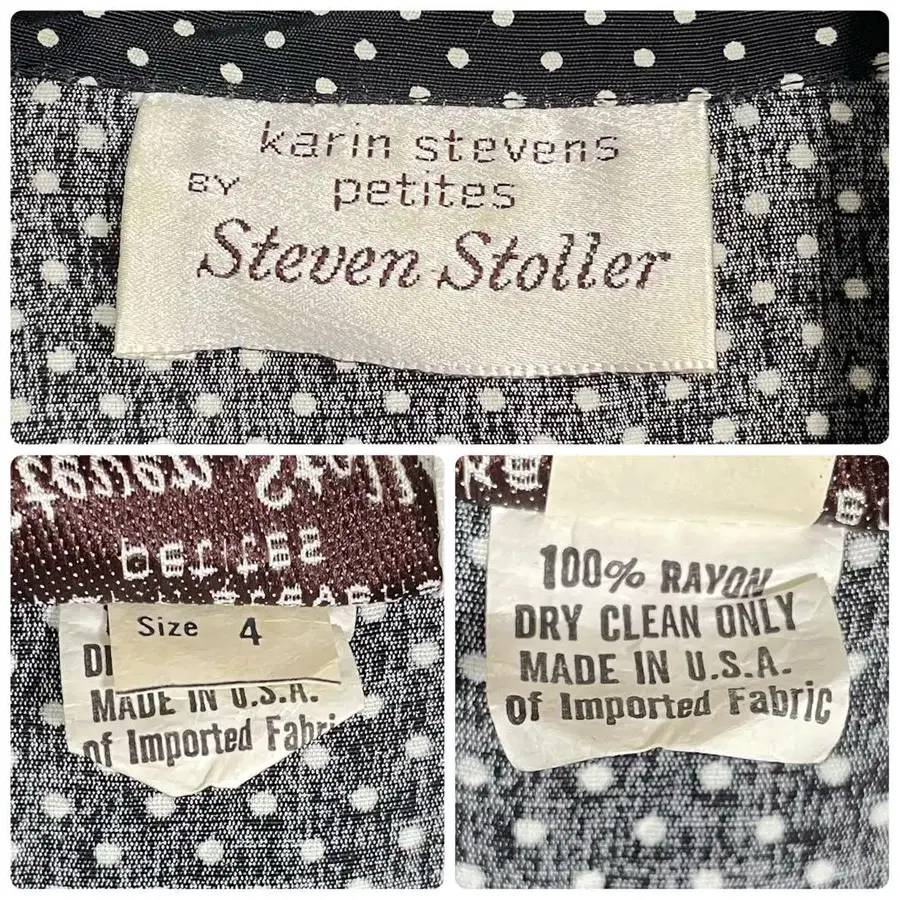 karin stevens
BY petites
Steven Stoller
Size 4
MADE IN U.S.A.
of Imported Fabri
100% RAYON
DRY CLEAN ONLY
MADE IN U.S.A.
of Imported Fabric